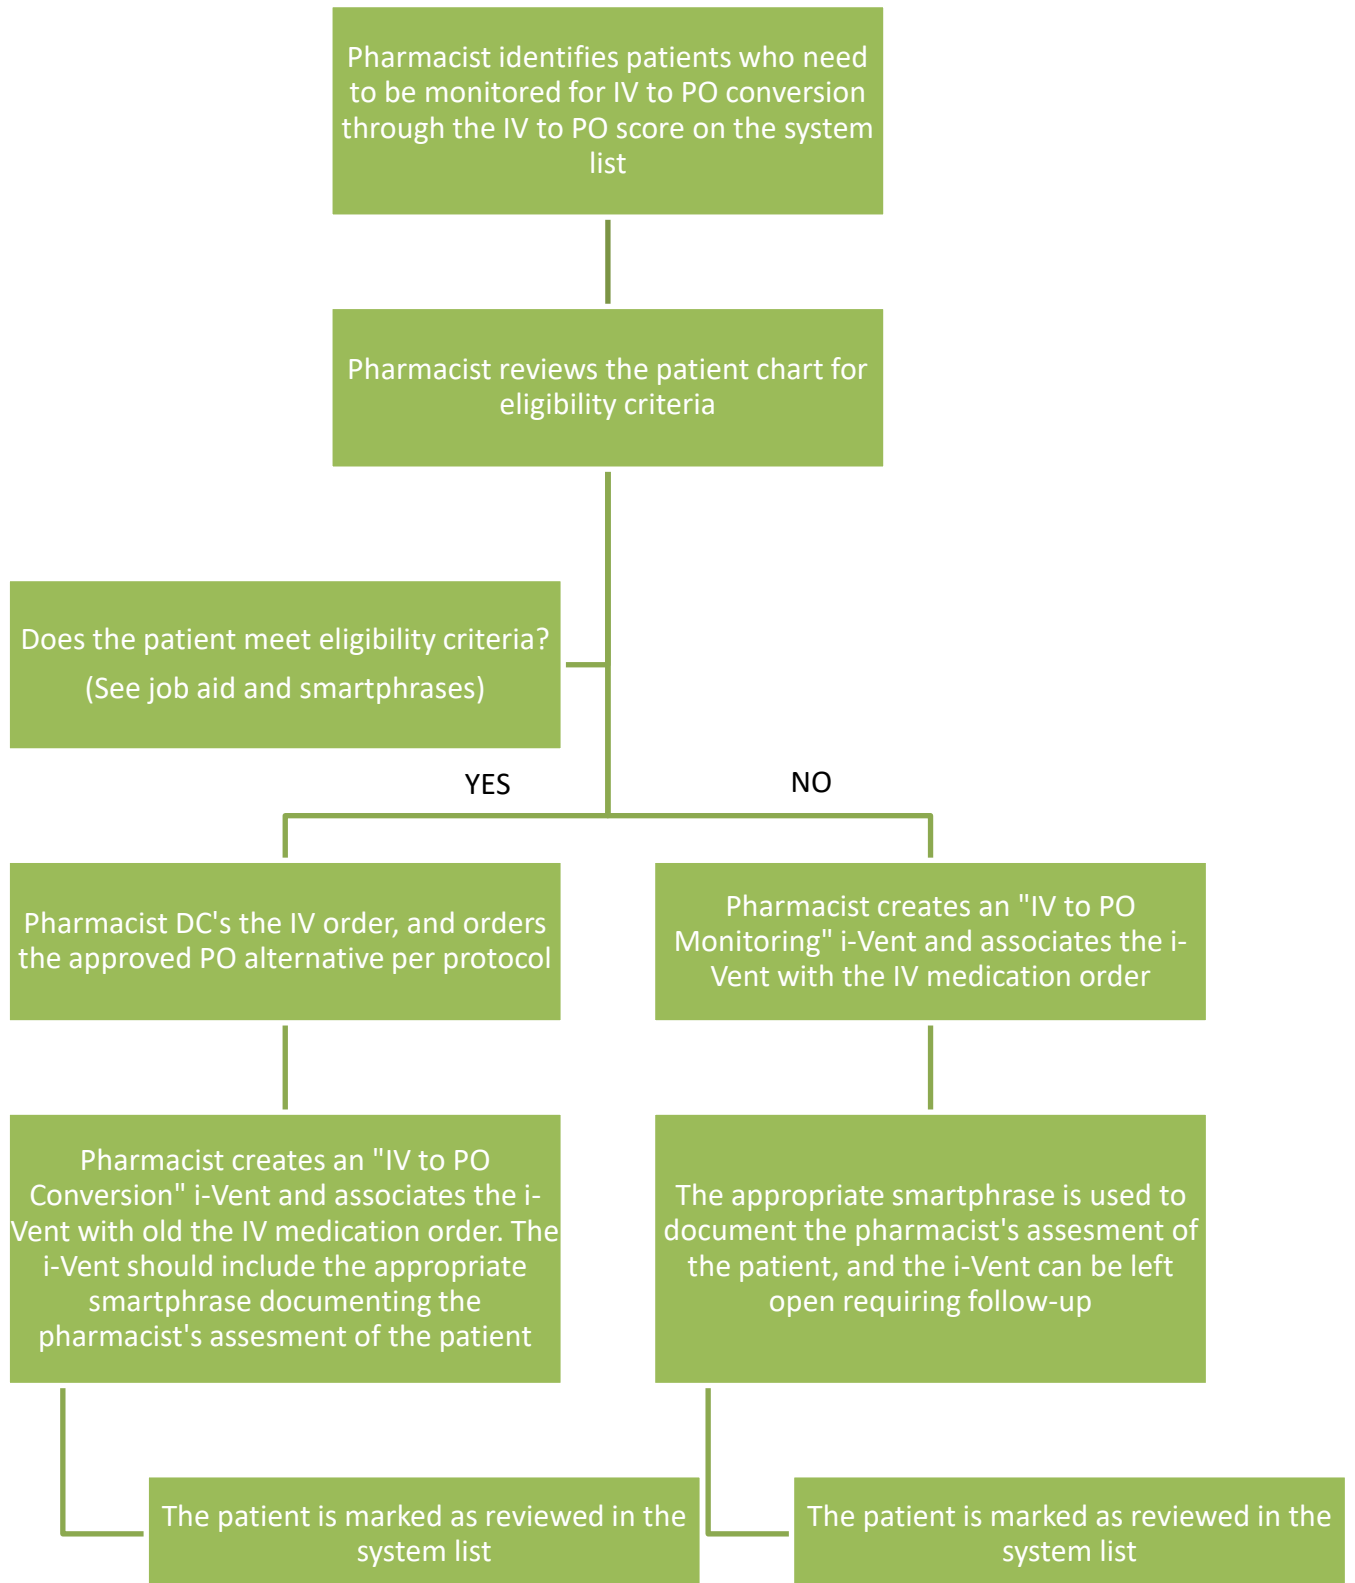 Pharmacist identifies patients who need
to be monitored for IV to PO conversion
through the IV to PO score on the system
list
Pharmacist reviews the patient chart for
eligibility criteria
Does the patient meet eligibility criteria?
(See job aid and smartphrases)
YES
NO
Pharmacist DC's the IV order, and orders
the approved PO alternative per protocol
Pharmacist creates an "IV to PO
Monitoring" i-Vent and associates the i-
Vent with the IV medication order
Pharmacist creates an "IV to PO
Conversion" i-Vent and associates the i-
Vent with old the IV medication order. The
i-Vent should include the appropriate
smartphrase documenting the
pharmacist's assesment of the patient
The appropriate smartphrase is used to
document the pharmacist's assesment of
the patient, and the i-Vent can be left
open requiring follow-up
The patient is marked as reviewed in the
system list
The patient is marked as reviewed in the
system list